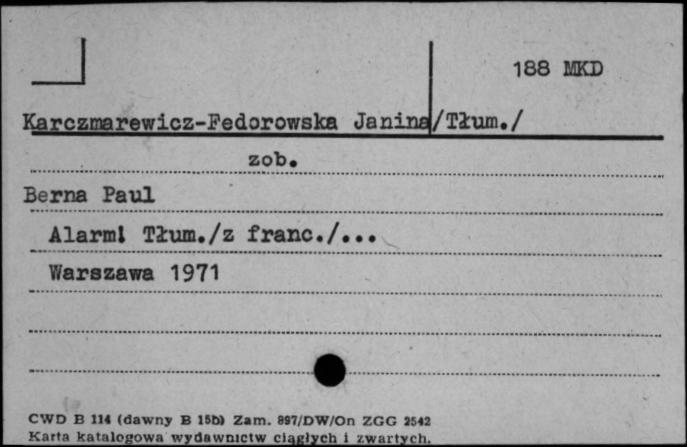 188 MKD
Karczmarewicz-Fedorowska Janina/Tłum./
zob.
Berna Paul
Alarm! Tłum./z franc./...
Warszawa 1971
CWD B 114 (dawny B 15b) Zam. 897/DW/On ZGG 2542
Karta katalogowa wydawnictw ciągłych i zwartych.